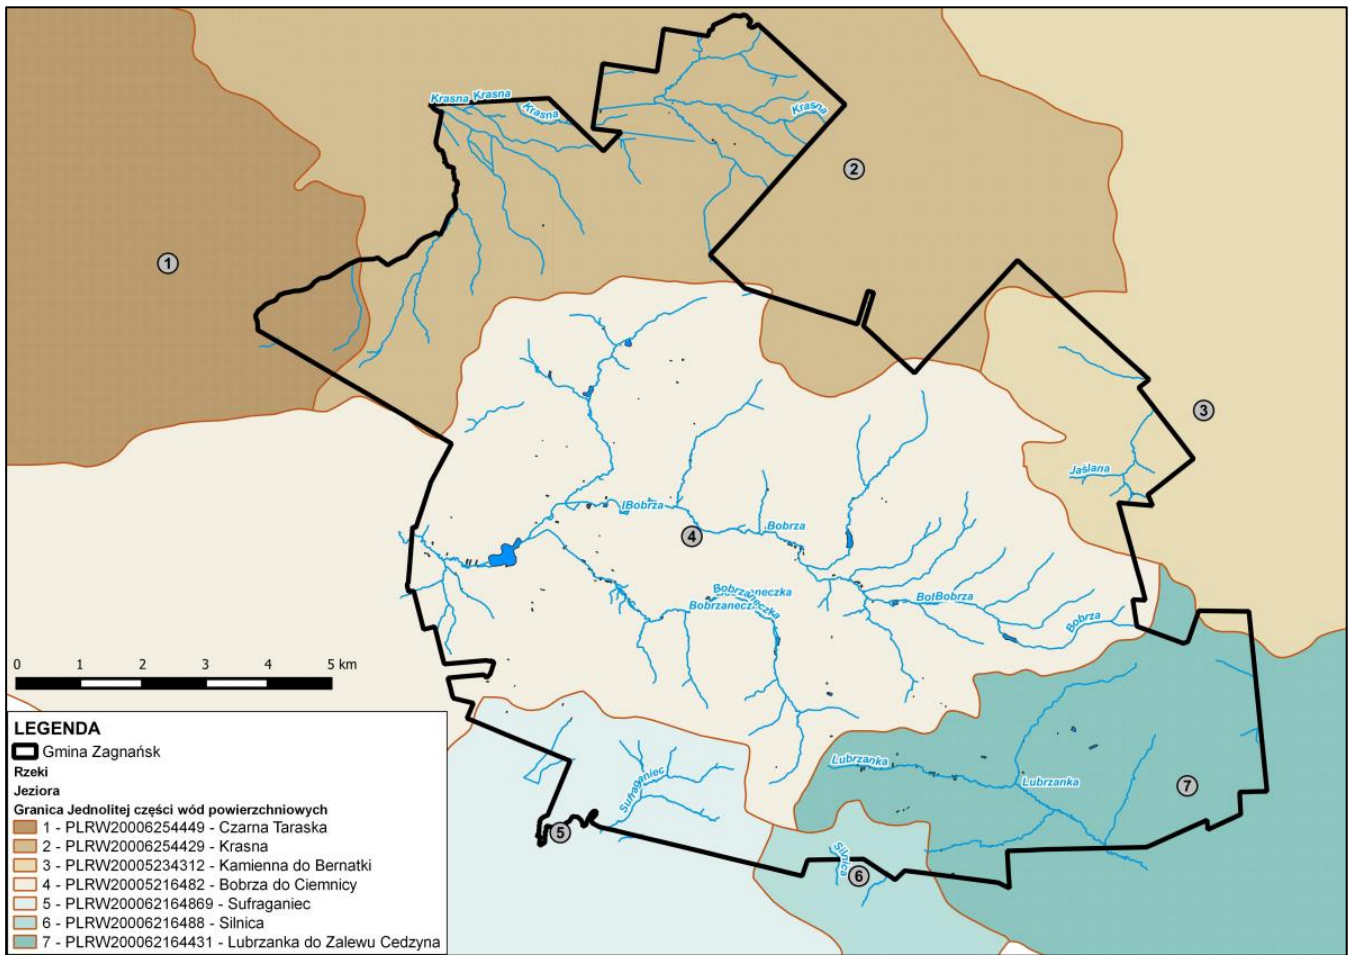 Krasna Krasna
Krasna
Krasna
2
1
3
Jaślana
Bobrza
Bobrza
4
Bobrzaneczka
Bobrzaneczka
Bobrza
Bobrza
0 1 2 3 4 5 km
Lubrzanka
Lubrzanka
Sufraganiec
7
5
Silnica
6
LEGENDA
Gmina Zagnańsk
Rzeki
Jeziora
Granica Jednolitej części wód powierzchniowych
1 - PLRW20006254449 - Czarna Taraska
2 - PLRW20006254429 - Krasna
3 - PLRW20005234312 - Kamienna do Bernatki
4 - PLRW20005216482 - Bobrza do Ciemnicy
5 - PLRW200062164869 - Sufraganiec
6 - PLRW20006216488 - Silnica
7 - PLRW200062164431 - Lubrzanka do Zalewu Cedzyna